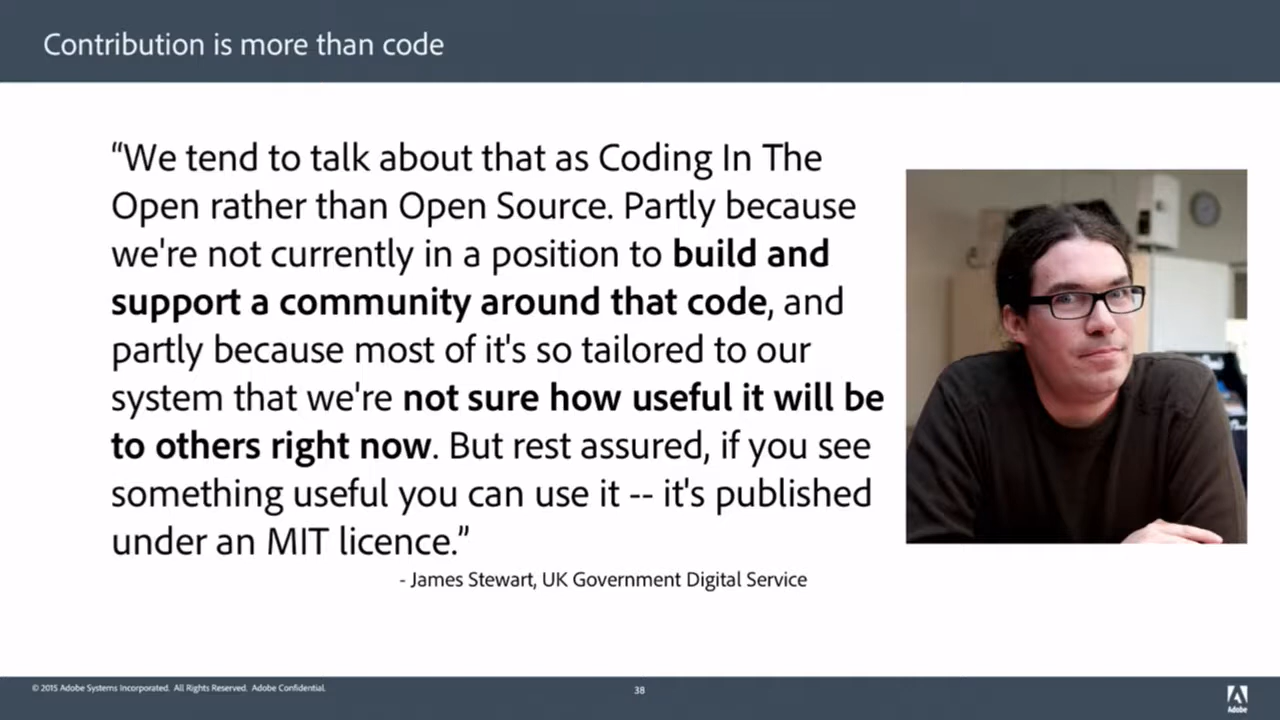 Contribution is more than code
“We tend to talk about that as Coding In The
Open rather than Open Source. Partly because
we're not currently in a position to build and
support a community around that code, and
partly because most of it's so tailored to our
system that we're not sure how useful it will be
to others right now. But rest assured, if you see
something useful you can use it -- it's published
under an MIT licence.”
- James Stewart, UK Government Digital Service
© 2015 Adobe Systems Incorporated. All Rights Reserved. Adobe Confidential.
38
Adobe